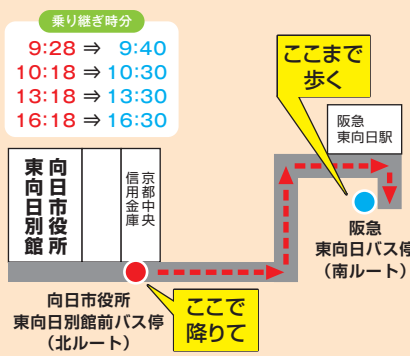 乗り継ぎ時分
9:28 ⇒ 9:40
10:18 ⇒ 10:30
13:18 ⇒ 13:30
16:18 ⇒ 16:30
ここまで
歩く
阪急
東向日駅
向日市役所
東向日別館
京都中央
信用金庫
阪急
東向日バス停
（南ルート）
向日市役所
東向日別館前バス停
（北ルート）
ここで
降りて